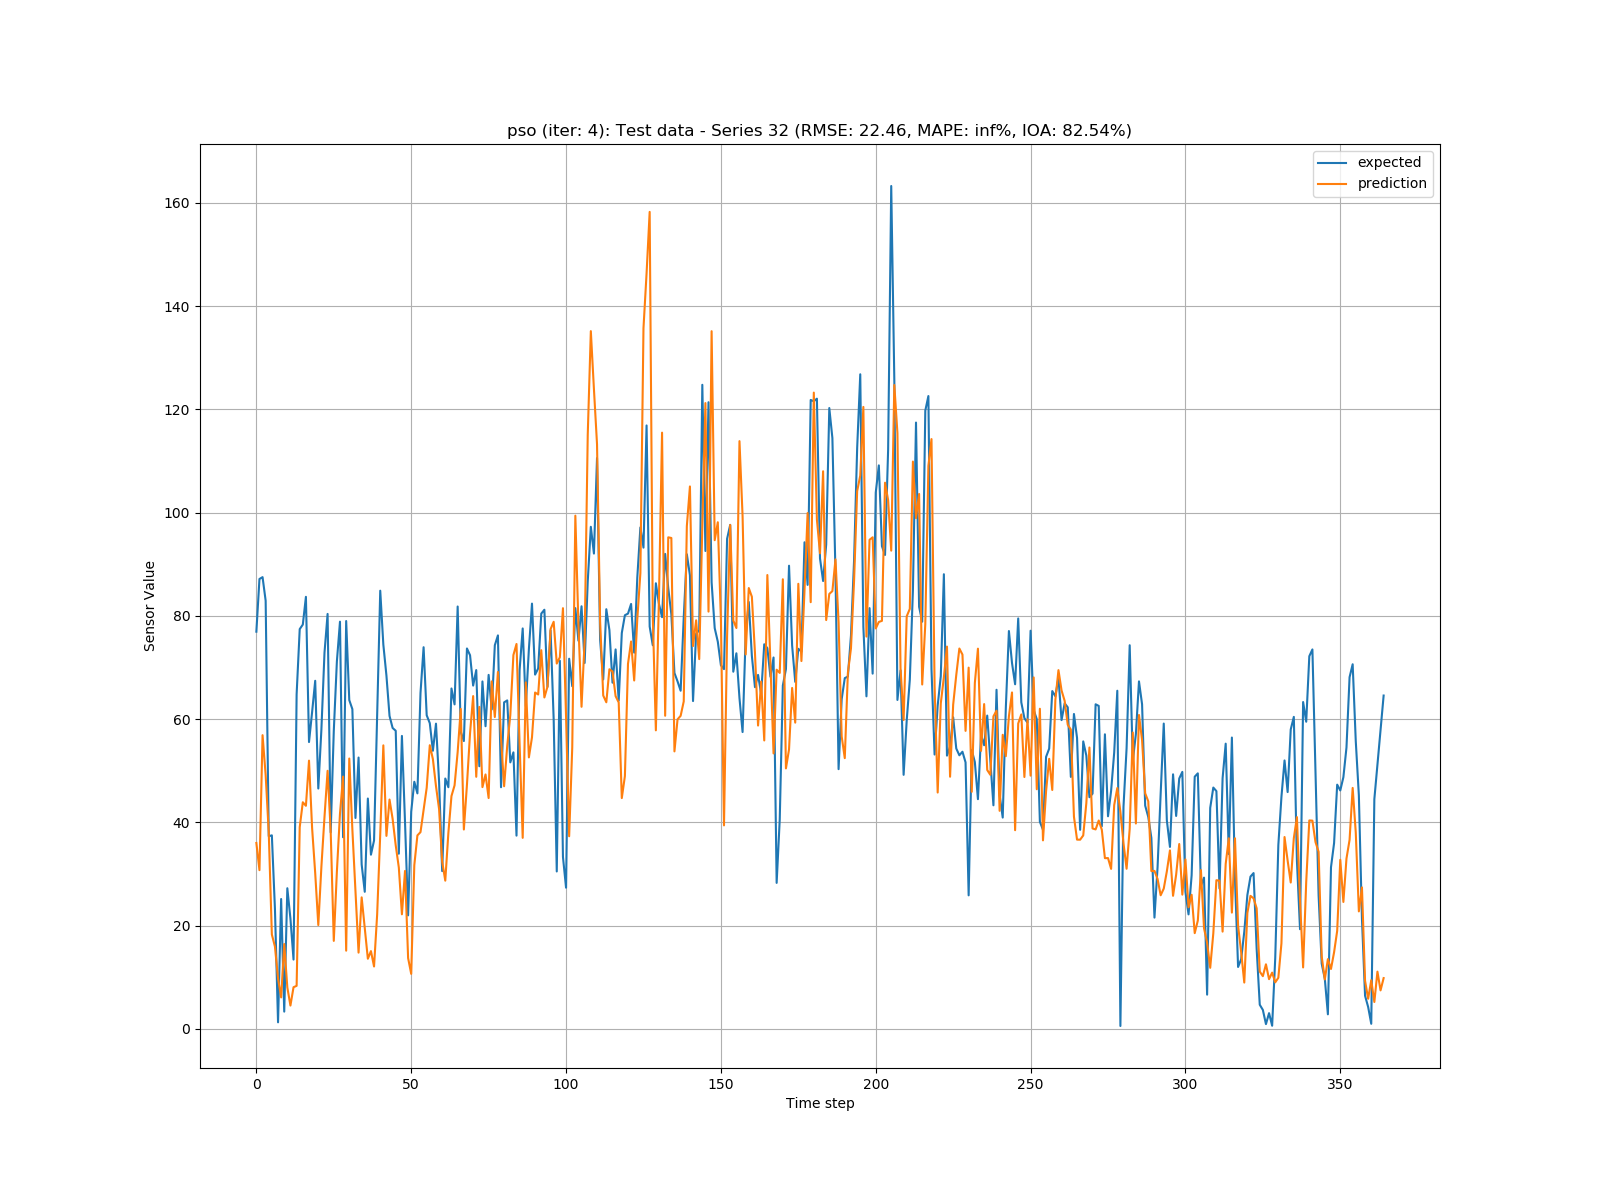 pso (iter: 4): Test data - Series 32 (RMSE: 22.46, MAPE: inf%, IOA: 82.54%)
expected
prediction
160
140
120
100
80
60
40
20
0
Sensor Value
0 50 100 150 200 250 300 350
Time step